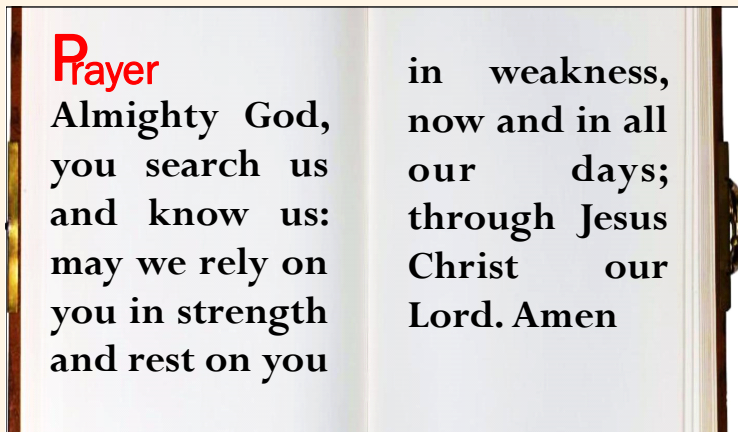 Prayer
Almighty God,
you search us
and know us:
may we rely on
you in strength
and rest on you
in weakness,
now and in all
our days;
through Jesus
Christ our
Lord. Amen